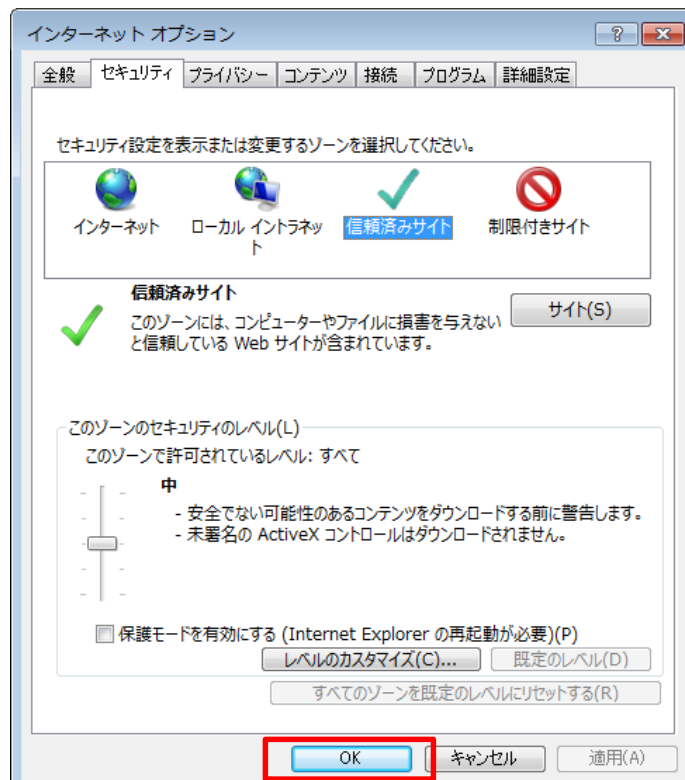 インターネット オプション
全般 セキュリティ プライバシー コンテンツ 接続 プログラム 詳細設定
セキュリティ設定を表示または変更するゾーンを選択してください。
インターネット
ローカル イントラネッ
ト
信頼済みサイト
制限付きサイト
信頼済みサイト
このゾーンには、コンピューターやファイルに損害を与えない
と信頼している Web サイトが含まれています。
サイト(S)
このゾーンのセキュリティのレベル(L)
このゾーンで許可されているレベル: すべて
中
- 安全でない可能性のあるコンテンツをダウンロードする前に警告します。
- 未署名の ActiveX コントロールはダウンロードされません。
保護モードを有効にする (Internet Explorer の再起動が必要)(P)
レベルのカスタマイズ(C)... 既定のレベル(D)
すべてのゾーンを既定のレベルにリセットする(R)
OK キャンセル 適用(A)